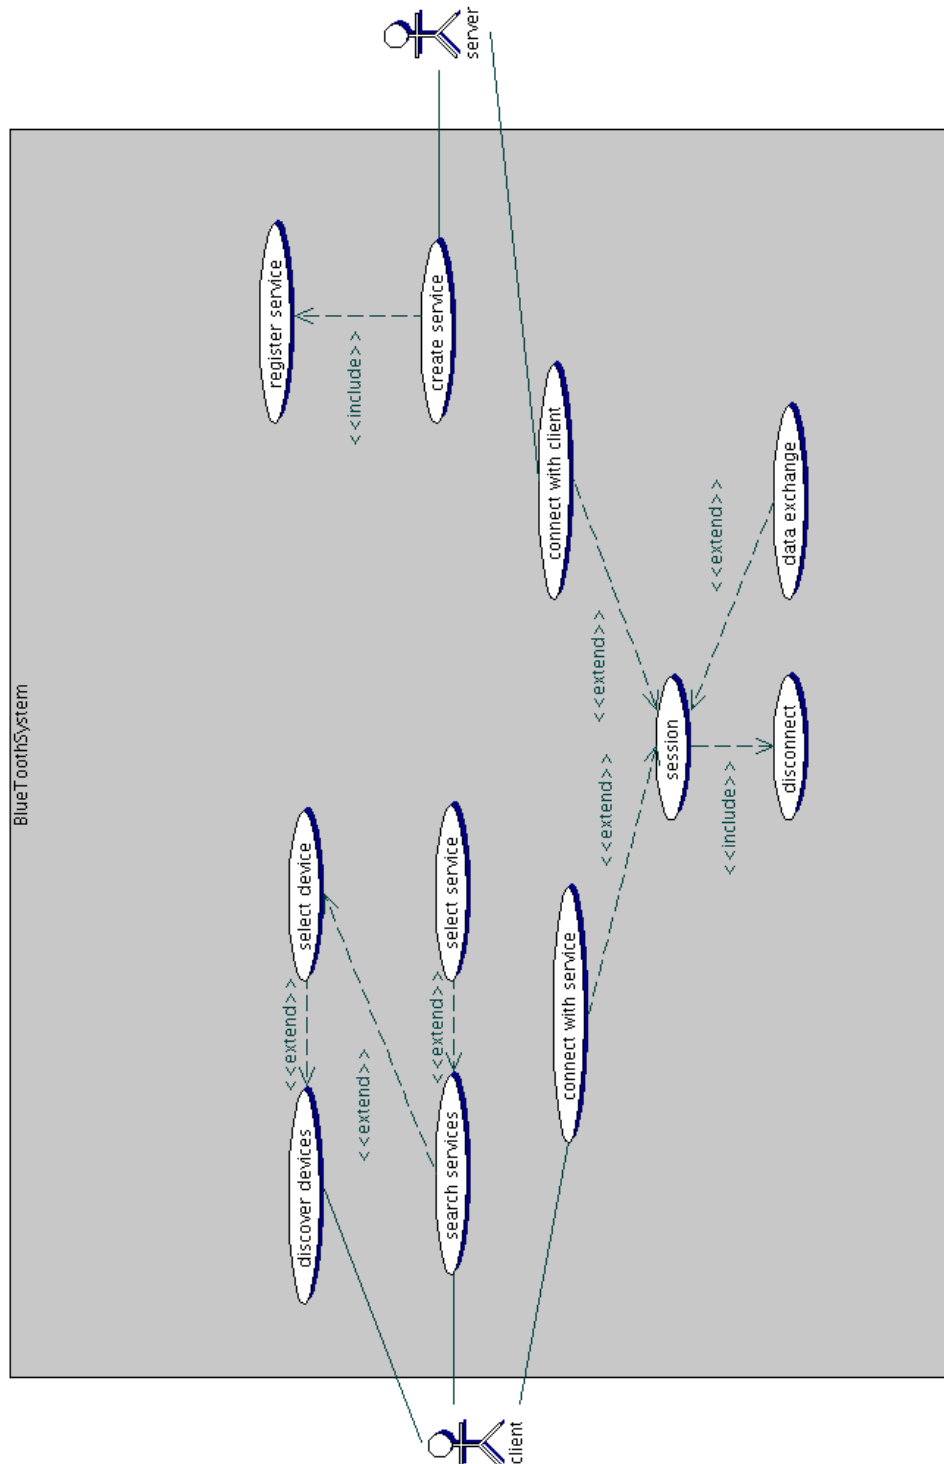 BlueToothSystem
register service
<<include>>
create service
server
connect with client
<<extend>>
data exchange
<<extend>>
session
<<extend>>
<<include>>
disconnect
select device
<<extend>>
select service
<<extend>>
<<extend>>
discover devices
search services
connect with service
client